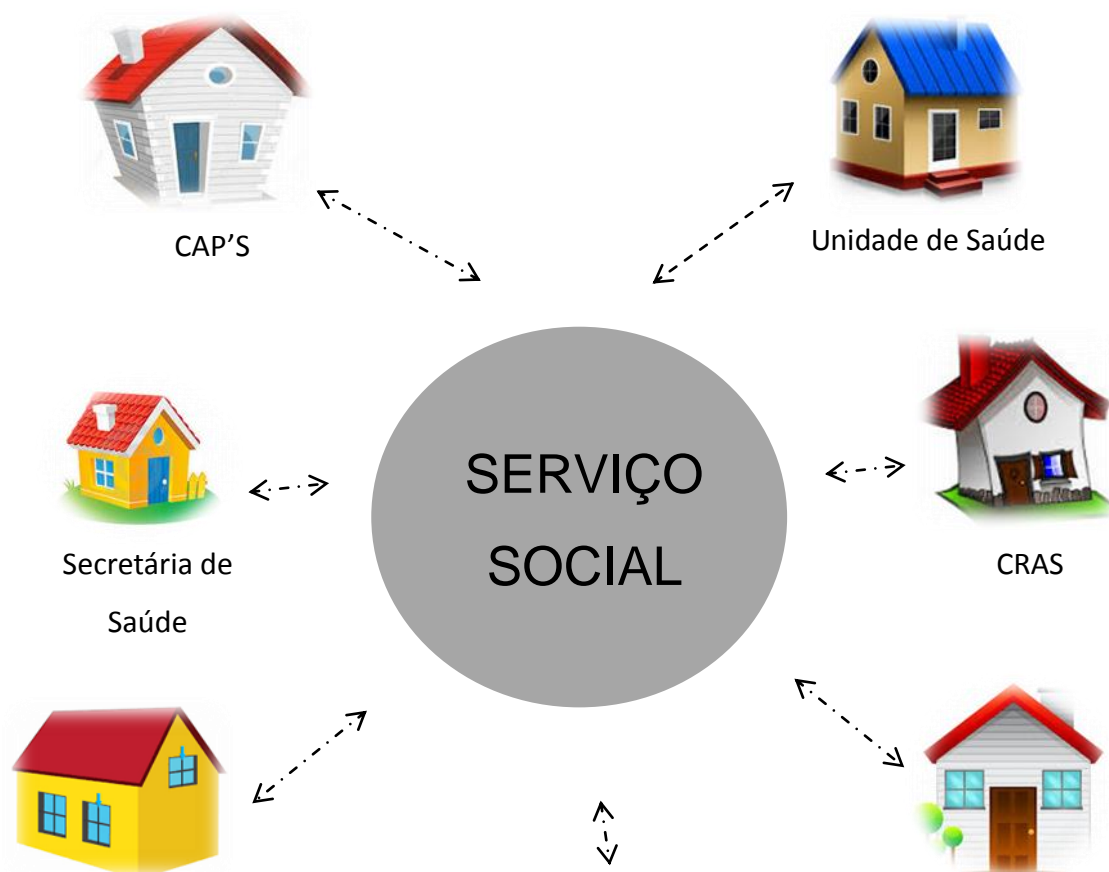 CAP’S
Unidade de Saúde
SERVIÇO
SOCIAL
Secretária de
Saúde
CRAS